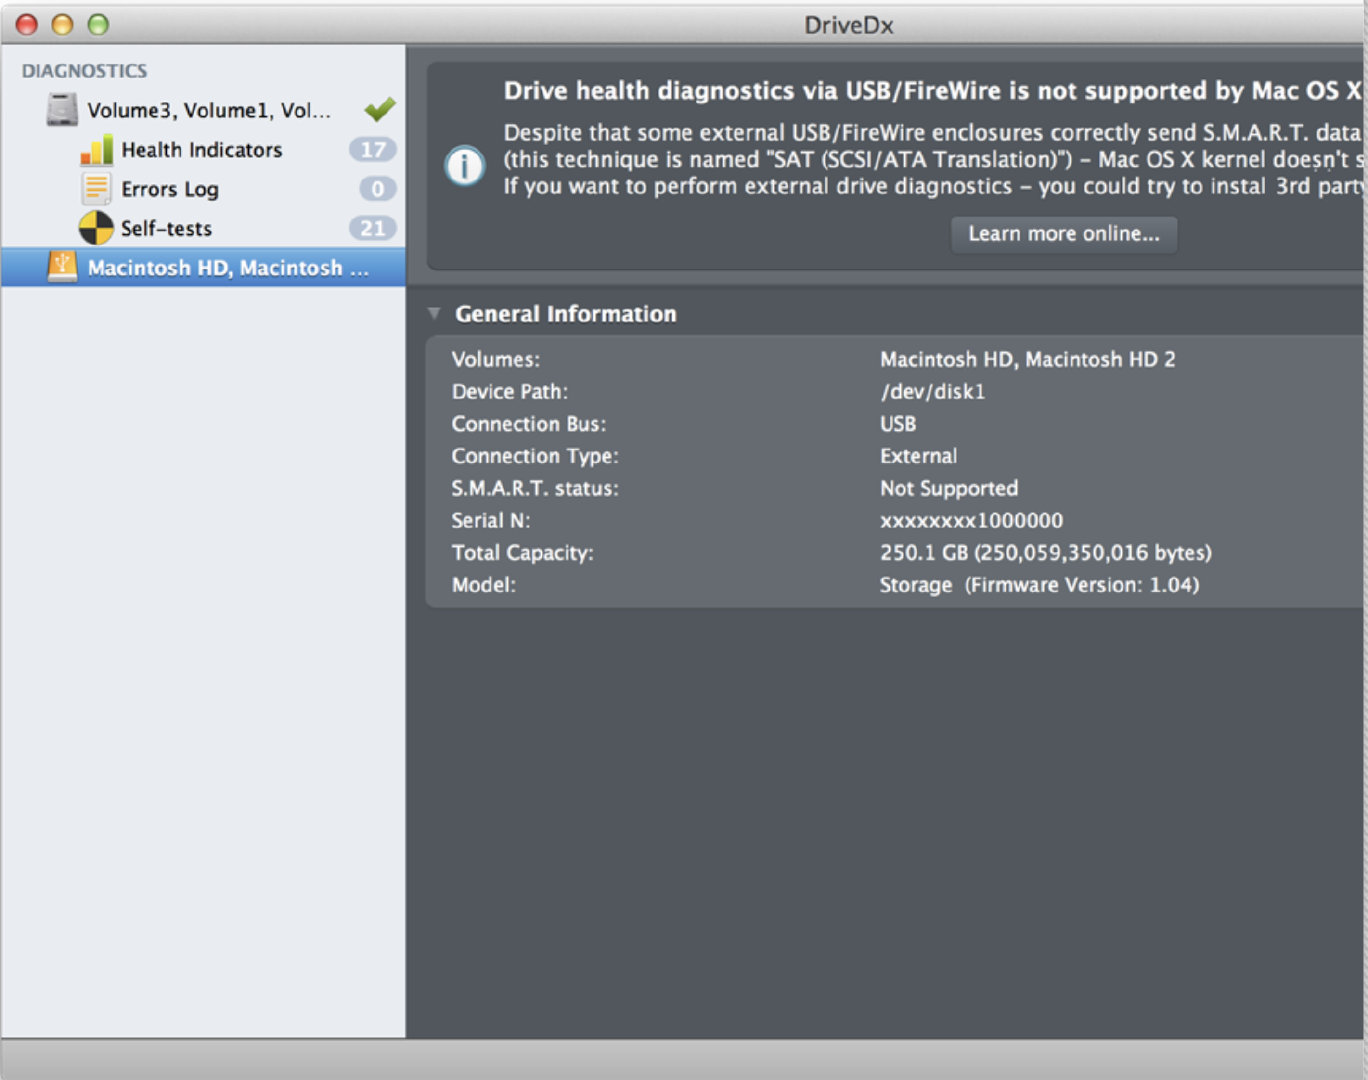 DriveDx
DIAGNOSTICS
Volume3, Volume1, Vol...
Health Indicators 17
Errors Log 0
Self-tests 21
Macintosh HD, Macintosh ...
Drive health diagnostics via USB/FireWire is not supported by Mac OS X
Despite that some external USB/FireWire enclosures correctly send S.M.A.R.T. data
(this technique is named "SAT (SCSI/ATA Translation)") – Mac OS X kernel doesn't s
If you want to perform external drive diagnostics – you could try to instal 3rd party
Learn more online...
General Information
Volumes: Macintosh HD, Macintosh HD 2
Device Path: /dev/disk1
Connection Bus: USB
Connection Type: External
S.M.A.R.T. status: Not Supported
Serial N: xxxxxxxx1000000
Total Capacity: 250.1 GB (250,059,350,016 bytes)
Model: Storage (Firmware Version: 1.04)